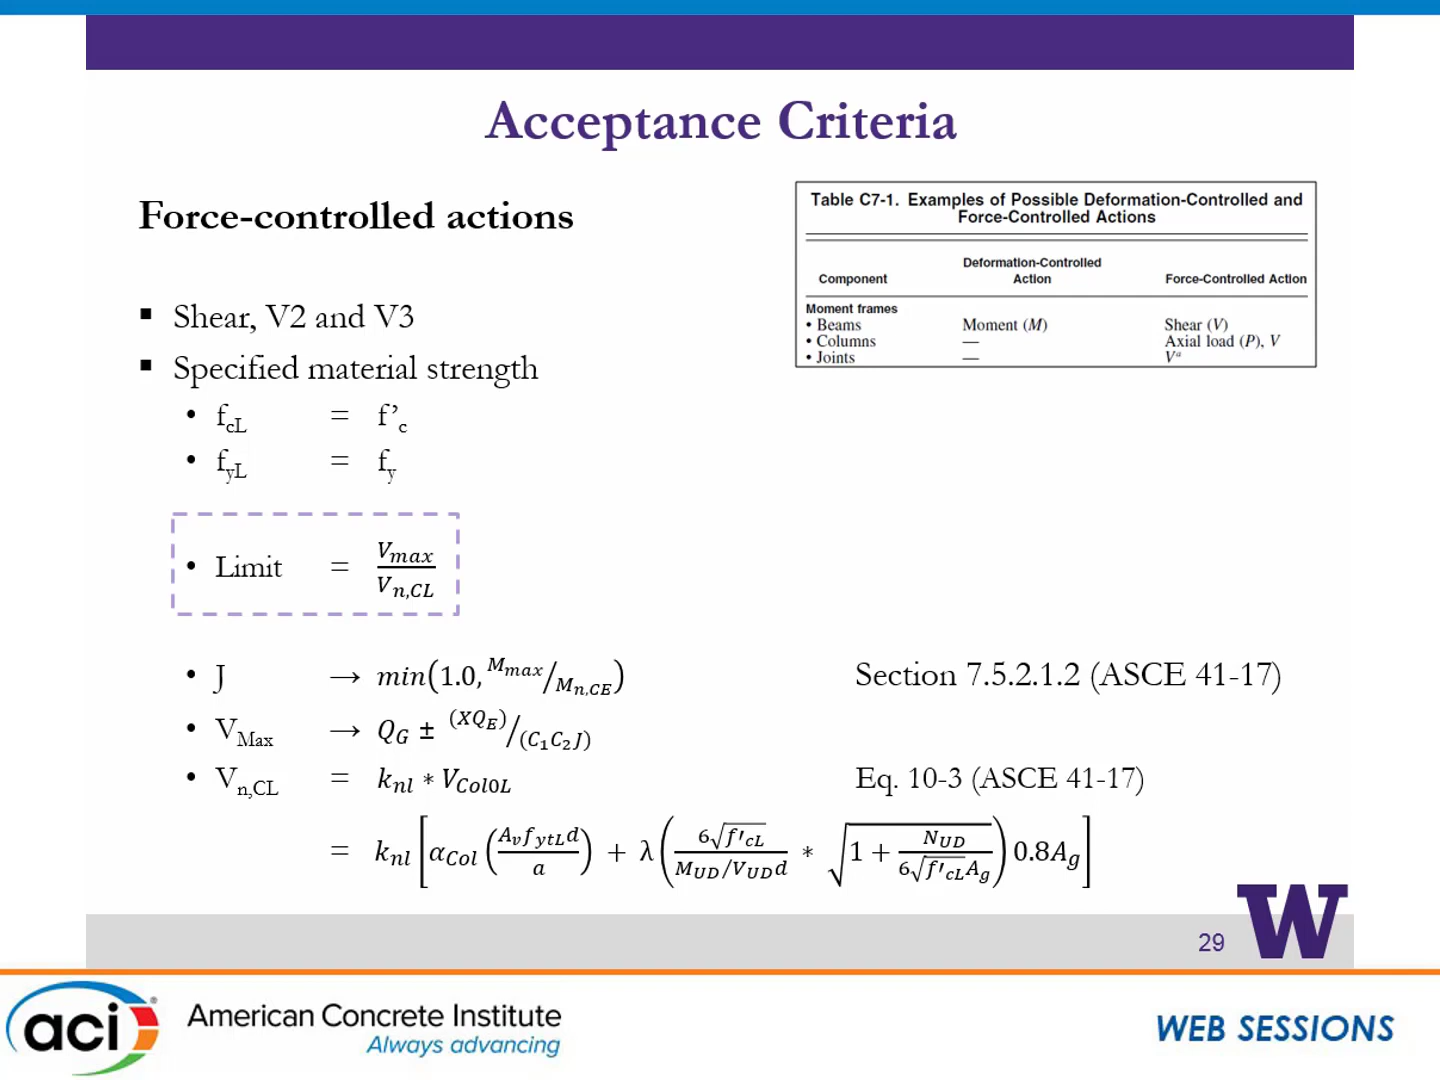 Acceptance Criteria
Force-controlled actions
▪ Shear, V2 and V3
▪ Specified material strength
• f_cL = f’_c
• f_yL = f_y
• Limit = V_max / V_n,CL
• J → min(1.0, M_max/M_n,CE) Section 7.5.2.1.2 (ASCE 41-17)
• V_Max → Q_G ± (XQ_E)/(C_1C_2J)
• V_n,CL = k_nl ∗ V_Col0L Eq. 10-3 (ASCE 41-17)
= k_nl [α_Col (A_v f_ytL d / a) + λ (6√f′_cL / (M_UD/V_UD d) ∗ √(1 + N_UD / (6√f′_cL A_g))) 0.8A_g]
Table C7-1. Examples of Possible Deformation-Controlled and
Force-Controlled Actions
Deformation-Controlled
Component Action Force-Controlled Action
Moment frames
• Beams Moment (M) Shear (V)
• Columns — Axial load (P), V
• Joints — V^a
29
W
aci®
American Concrete Institute
Always advancing
WEB SESSIONS